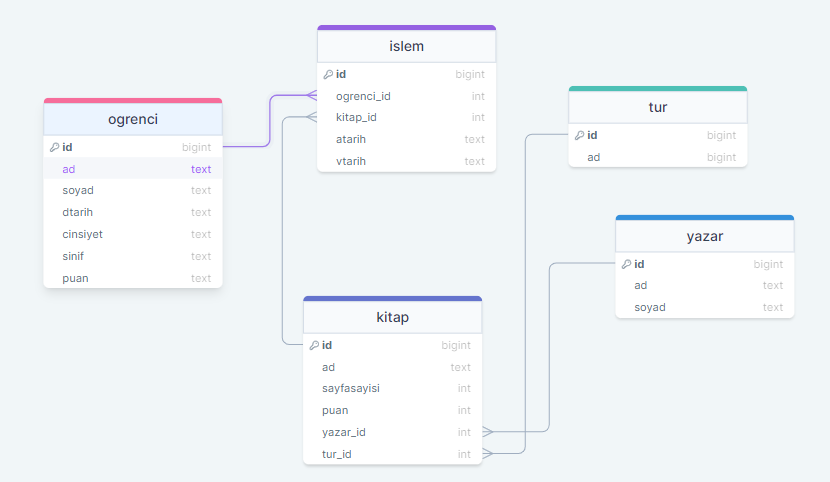 ogrenci
id bigint
ad text
soyad text
dtarih text
cinsiyet text
sinif text
puan text
islem
id bigint
ogrenci_id int
kitap_id int
atarih text
vtarih text
kitap
id bigint
ad text
sayfasayisi int
puan int
yazar_id int
tur_id int
tur
id bigint
ad bigint
yazar
id bigint
ad text
soyad text